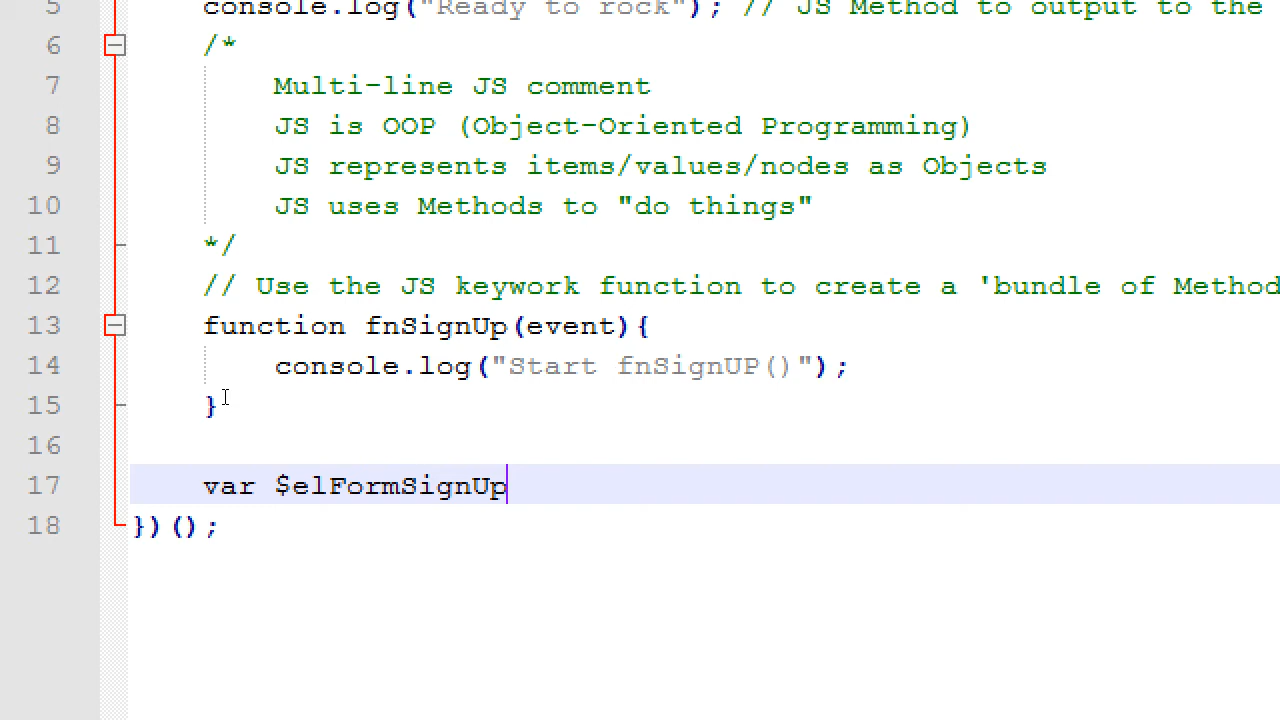 5 console.log("Ready to rock"); // JS Method to output to the
6 /*
7 Multi-line JS comment
8 JS is OOP (Object-Oriented Programming)
9 JS represents items/values/nodes as Objects
10 JS uses Methods to "do things"
11 */
12 // Use the JS keywork function to create a 'bundle of Method
13 function fnSignUp(event){
14 console.log("Start fnSignUP()");
15 }
16
17 var $elFormSignUp
18 })();